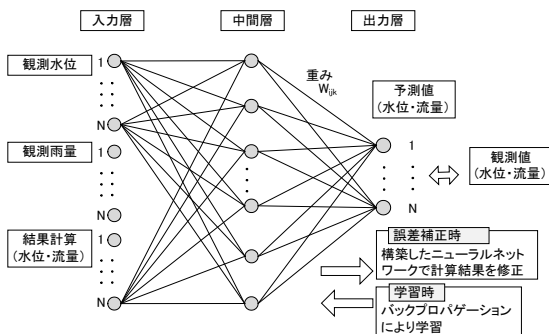 入力層
中間層
出力層
観測水位
1
N
観測雨量
1
N
結果計算
(水位・流量)
1
N
重み
Wijk
予測値
(水位・流量)
1
N
観測値
(水位・流量)
誤差補正時
構築したニューラルネット
ワークで計算結果を修正
学習時
バックプロパゲーション
により学習